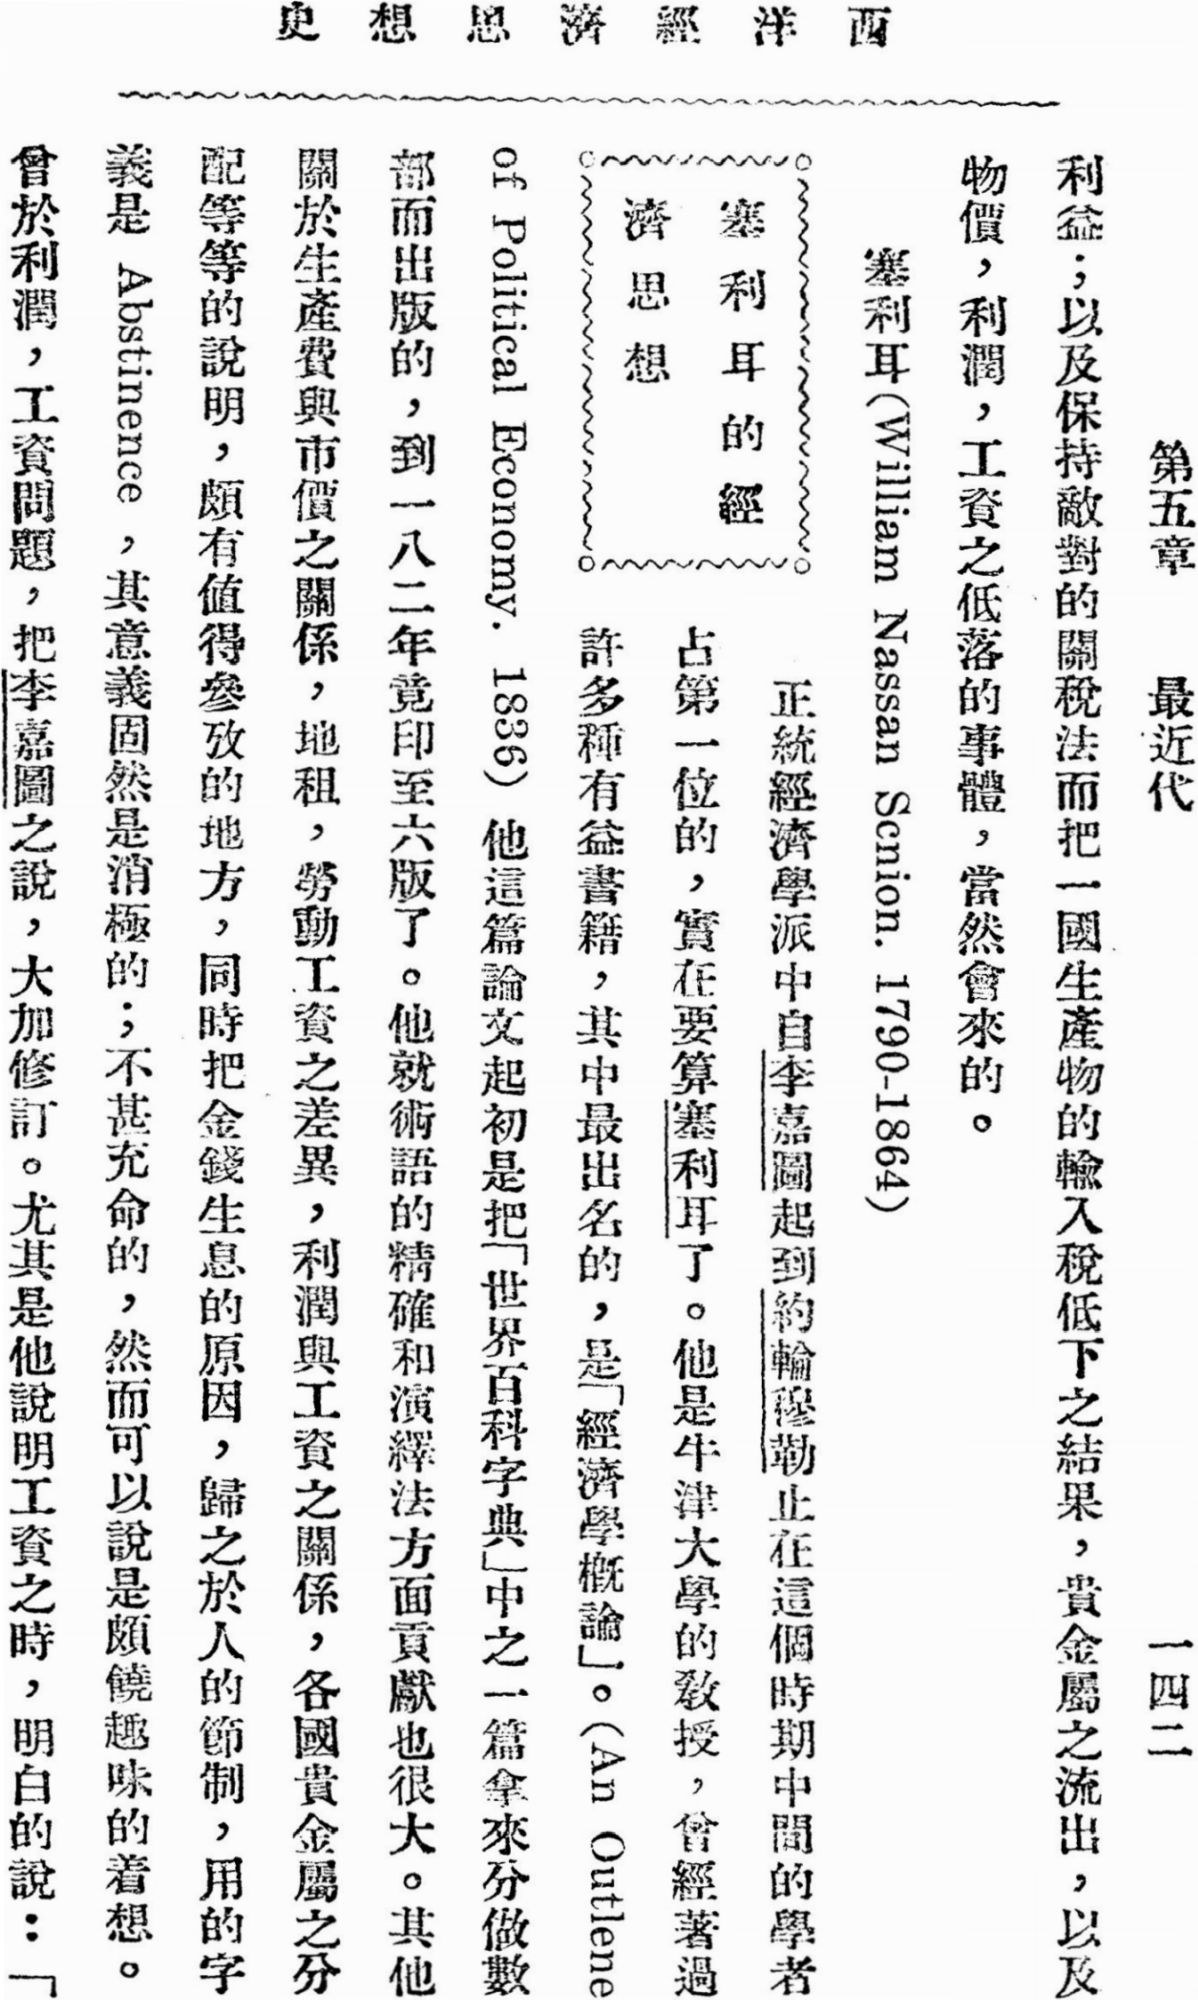 西洋經濟思想史
第五章 最近代 一四二
利益；以及保持敵對的關稅法而把一國生產物的輸入稅低下之結果，貴金屬之流出，以及
物價，利潤，工資之低落的事體，當然會來的。
塞利耳(William Nassan Scnion. 1790-1864)
塞利耳的經
濟思想
正統經濟學派中自李嘉圖起到約輸穆勒止在這個時期中間的學者
占第一位的，實在要算塞利耳了。他是牛津大學的敎授，曾經著過
許多種有益書籍，其中最出名的，是「經濟學概論」。(An Outlene
of Political Economy. 1836) 他這篇論文起初是把「世界百科字典」中之一篇拿來分做數
部而出版的，到一八二年竟印至六版了。他就術語的精確和演繹法方面貢獻也很大。其他
關於生產費與市價之關係，地租，勞動工資之差異，利潤與工資之關係，各國貴金屬之分
配等等的說明，頗有值得參攷的地方，同時把金錢生息的原因，歸之於人的節制，用的字
義是 Abstinence，其意義固然是消極的；不甚充命的，然而可以說是頗饒趣味的着想。
曾於利潤，工資問題，把李嘉圖之說，大加修訂。尤其是他說明工資之時，明白的說：「